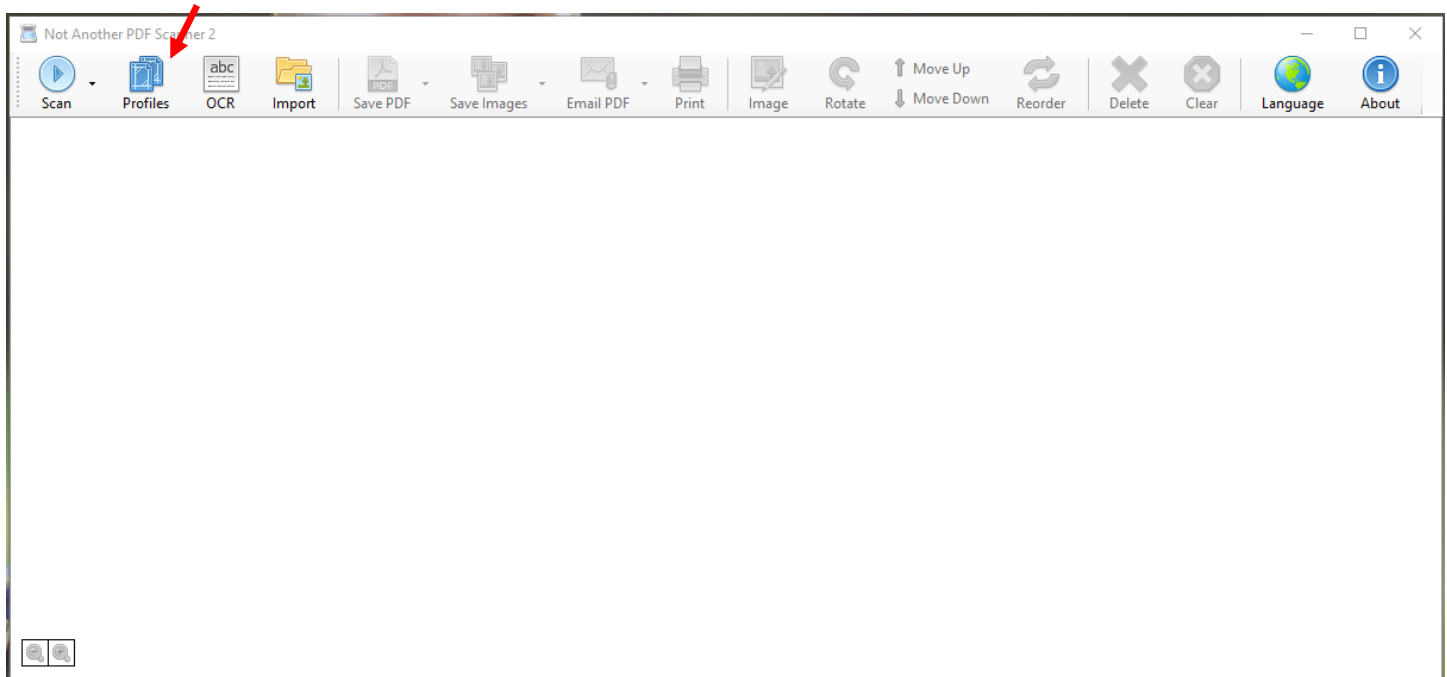 Not Another PDF Scanner 2
Scan
Profiles
abc
OCR
Import
PDF
Save PDF
Save Images
Email PDF
Print
Image
Rotate
Move Up
Move Down
Reorder
Delete
Clear
Language
About